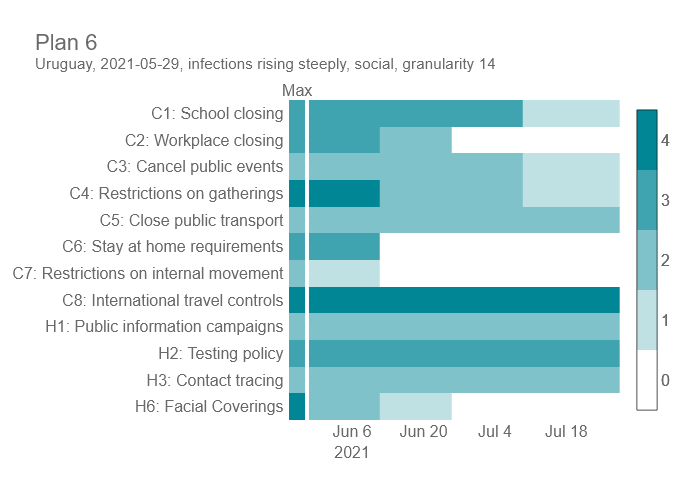 Plan 6
Uruguay, 2021-05-29, infections rising steeply, social, granularity 14
Max
C1: School closing
C2: Workplace closing
C3: Cancel public events
C4: Restrictions on gatherings
C5: Close public transport
C6: Stay at home requirements
C7: Restrictions on internal movement
C8: International travel controls
H1: Public information campaigns
H2: Testing policy
H3: Contact tracing
H6: Facial Coverings
Jun 6 Jun 20 Jul 4 Jul 18
2021
4
3
2
1
0